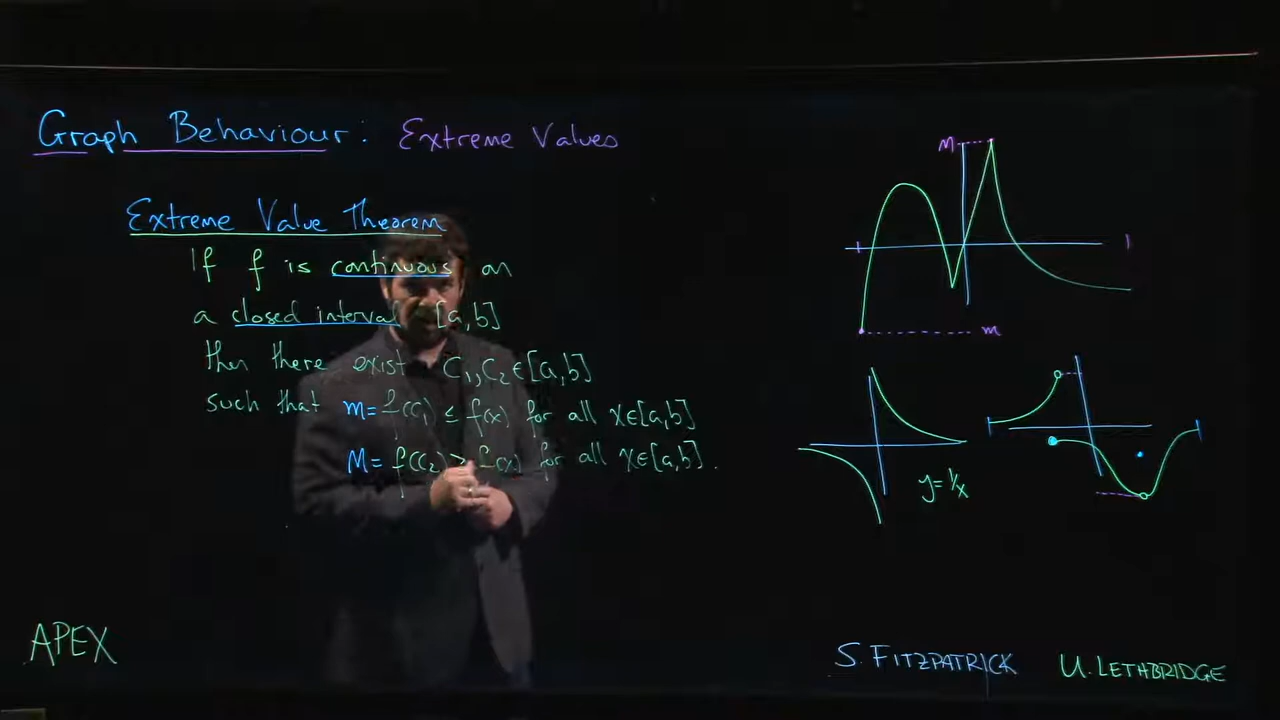 Graph Behaviour: Extreme Values
Extreme Value Theorem
If f is continuous on
a closed interval [a,b]
then there exist C₁, C₂ ∈ [a,b]
such that m = f(c₁) ≤ f(x) for all x∈[a,b]
M = f(c₂) ≥ f(x) for all x∈[a,b].
M
m
y = 1/x
APEX
S. FITZPATRICK
U. LETHBRIDGE